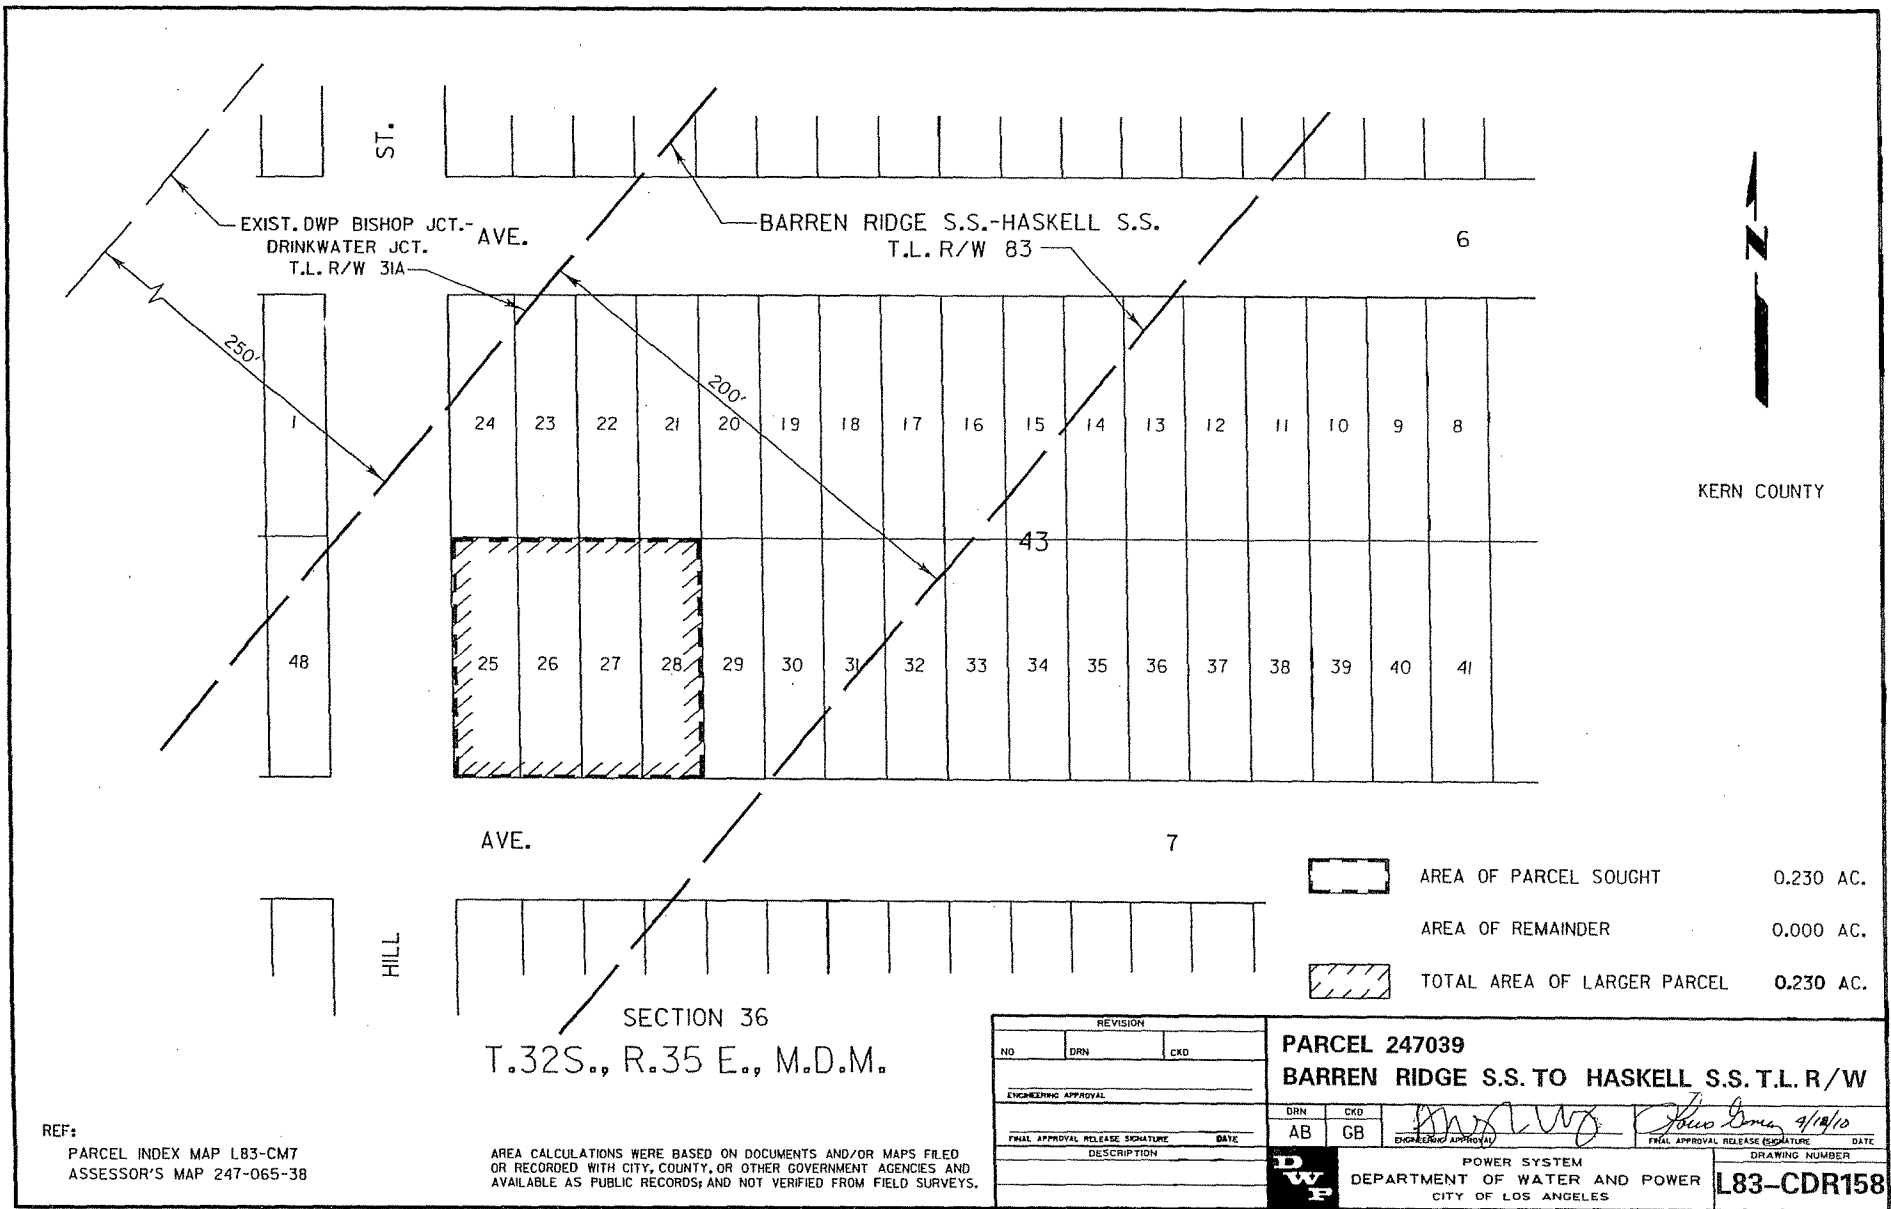 ST.
EXIST. DWP BISHOP JCT.-
DRINKWATER JCT.
T.L. R/W 31A
AVE.
BARREN RIDGE S.S.-HASKELL S.S.
T.L. R/W 83
6
N
250'
200'
1
24 23 22 21 20 19 18 17 16 15 14 13 12 11 10 9 8
KERN COUNTY
43
48
25 26 27 28 29 30 31 32 33 34 35 36 37 38 39 40 41
AVE.
7
HILL
AREA OF PARCEL SOUGHT 0.230 AC.
AREA OF REMAINDER 0.000 AC.
TOTAL AREA OF LARGER PARCEL 0.230 AC.
SECTION 36
T.32S., R.35 E., M.D.M.
REF:
PARCEL INDEX MAP L83-CM7
ASSESSOR'S MAP 247-065-38
AREA CALCULATIONS WERE BASED ON DOCUMENTS AND/OR MAPS FILED
OR RECORDED WITH CITY, COUNTY, OR OTHER GOVERNMENT AGENCIES AND
AVAILABLE AS PUBLIC RECORDS; AND NOT VERIFIED FROM FIELD SURVEYS.
REVISION
NO DRN CKD
ENGINEERING APPROVAL
FINAL APPROVAL RELEASE SIGNATURE DATE
DESCRIPTION
PARCEL 247039
BARREN RIDGE S.S. TO HASKELL S.S. T.L. R/W
DRN CKD
AB GB
ENGINEERING APPROVAL
FINAL APPROVAL RELEASE SIGNATURE DATE
DWP
POWER SYSTEM
DEPARTMENT OF WATER AND POWER
CITY OF LOS ANGELES
DRAWING NUMBER
L83-CDR158